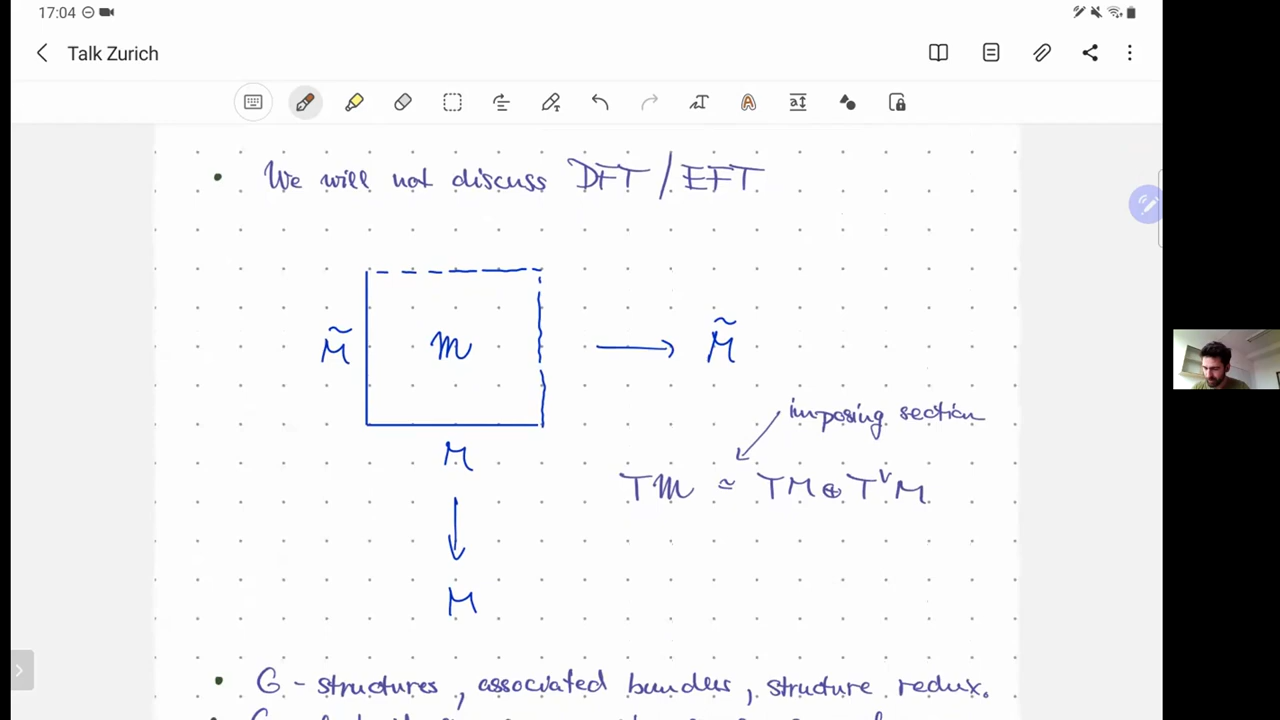 17:04
Talk Zurich
• We will not discuss DFT / EFT
M̃ 𝓜 → M̃
M
imposing section
T𝓜 ≃ TM ⊕ TᵛM
M
• G - structures, associated bundles, structure redux.